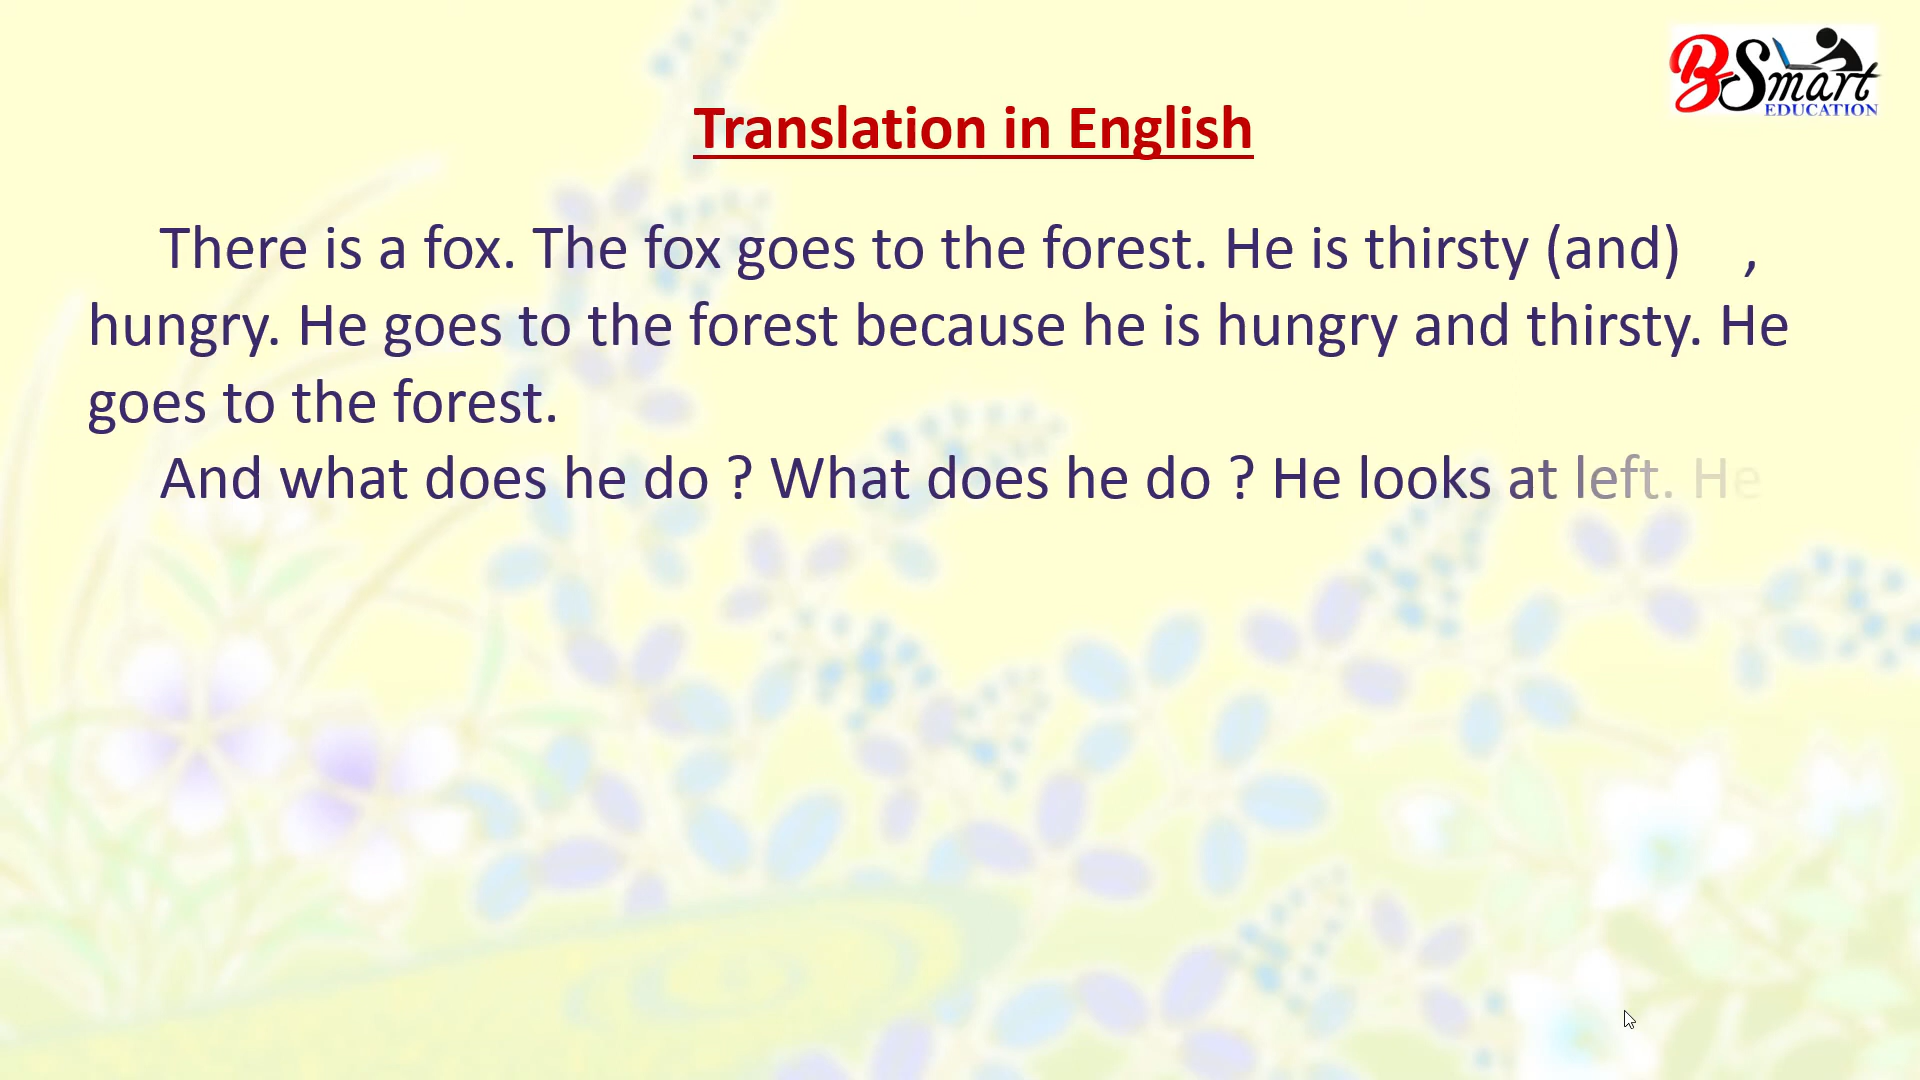 BSmart
EDUCATION
Translation in English
There is a fox. The fox goes to the forest. He is thirsty (and) ,
hungry. He goes to the forest because he is hungry and thirsty. He
goes to the forest.
And what does he do ? What does he do ? He looks at left. He